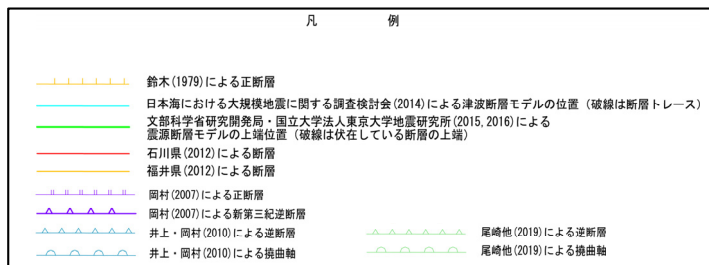 凡 例
鈴木(1979)による正断層
日本海における大規模地震に関する調査検討会(2014)による津波断層モデルの位置（破線は断層トレース）
文部科学省研究開発局・国立大学法人東京大学地震研究所(2015,2016)による
震源断層モデルの上端位置（破線は伏在している断層の上端）
石川県(2012)による断層
福井県(2012)による断層
岡村(2007)による正断層
岡村(2007)による新第三紀逆断層
井上・岡村(2010)による逆断層
尾崎他(2019)による逆断層
井上・岡村(2010)による撓曲軸
尾崎他(2019)による撓曲軸